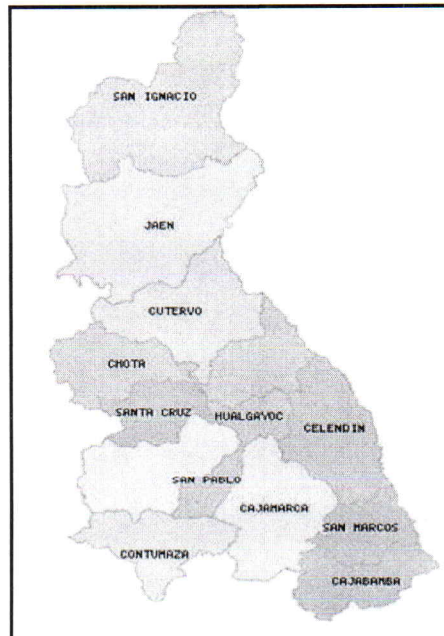 SAN IGNACIO
JAEN
CUTERVO
CHOTA
SANTA CRUZ
HUALGAYOC
CELENDIN
SAN PABLO
CAJAMARCA
SAN MARCOS
CONTUMAZA
CAJABAMBA